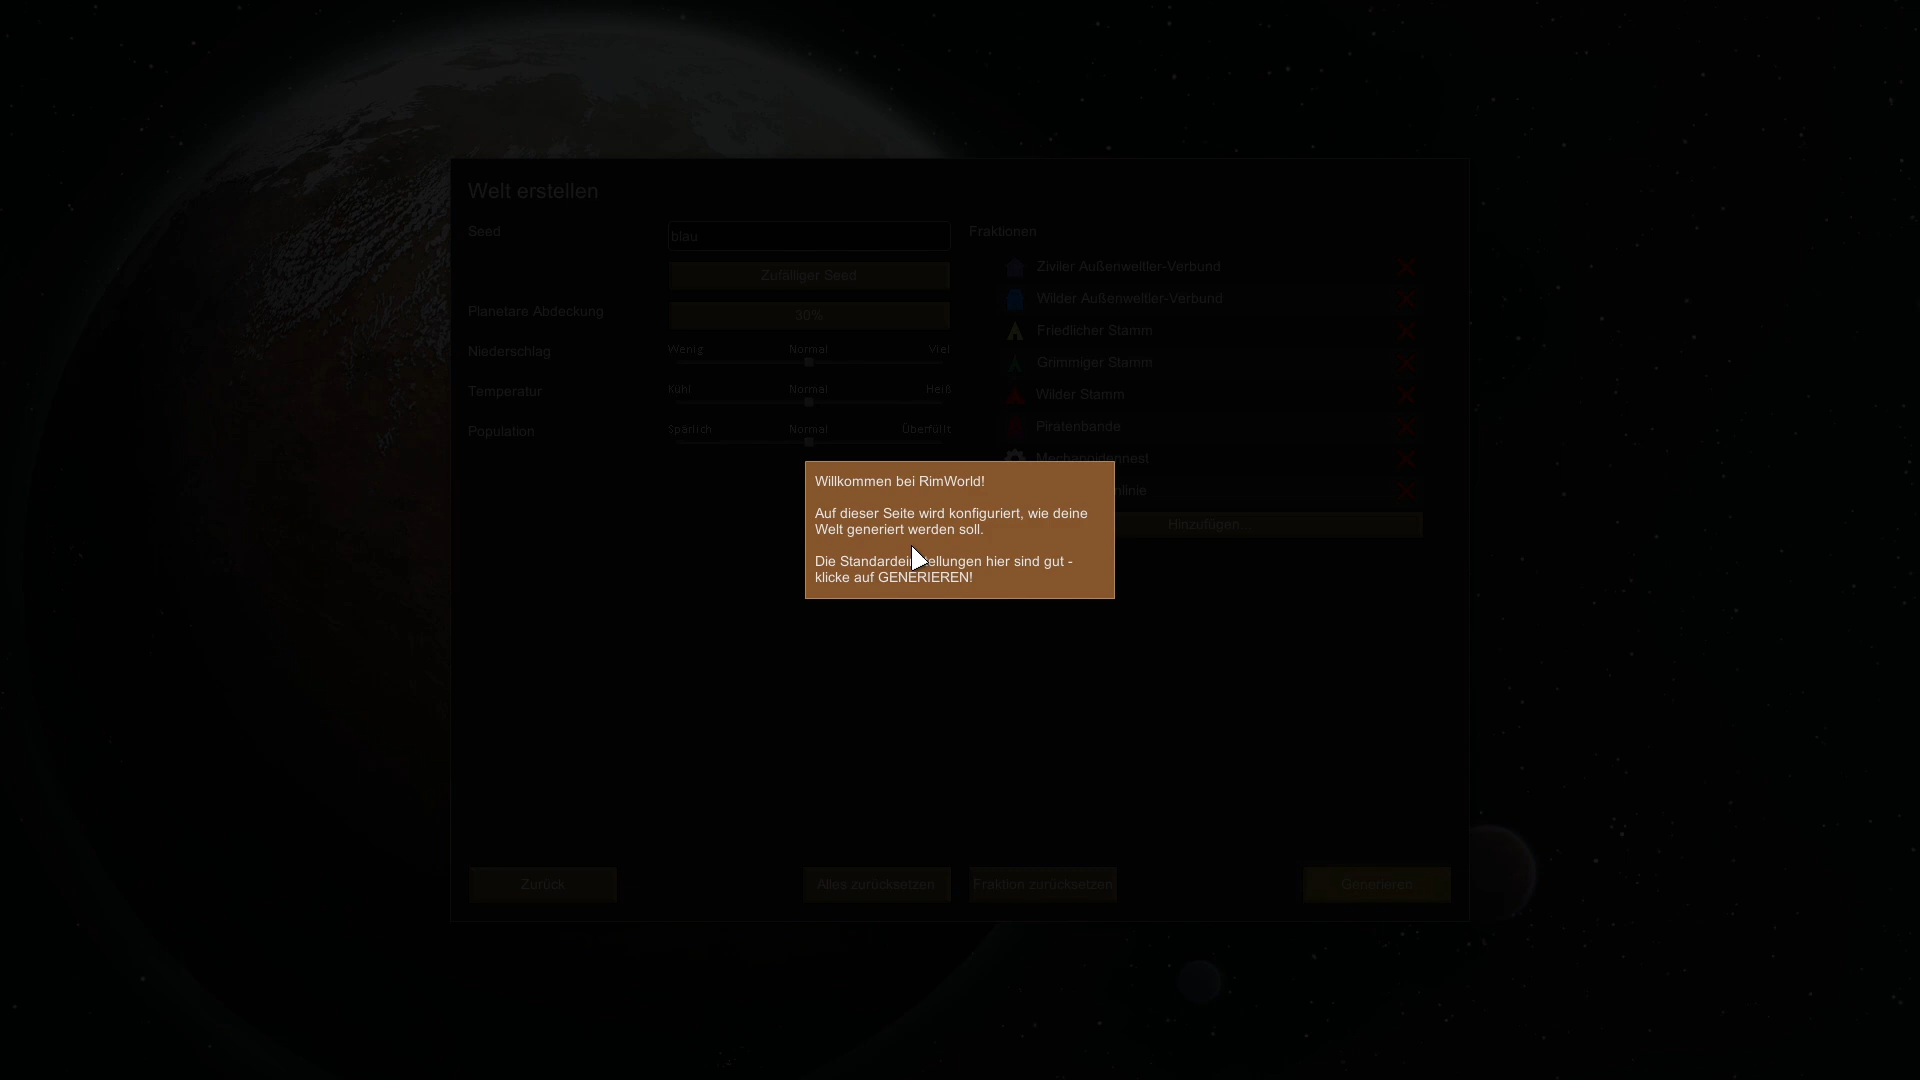 Welt erstellen
Seed
blau
Zufälliger Seed
Planetare Abdeckung
30%
Niederschlag
Wenig Normal Viel
Temperatur
Kühl Normal Heiß
Population
Spärlich Normal Überfüllt
Fraktionen
Ziviler Außenweltler-Verbund
Wilder Außenweltler-Verbund
Friedlicher Stamm
Grimmiger Stamm
Wilder Stamm
Piratenbande
Mechanoidennest
Hinzufügen...
Willkommen bei RimWorld!
Auf dieser Seite wird konfiguriert, wie deine
Welt generiert werden soll.
Die Standardeinstellungen hier sind gut -
klicke auf GENERIEREN!
Zurück
Alles zurücksetzen
Fraktion zurücksetzen
Generieren